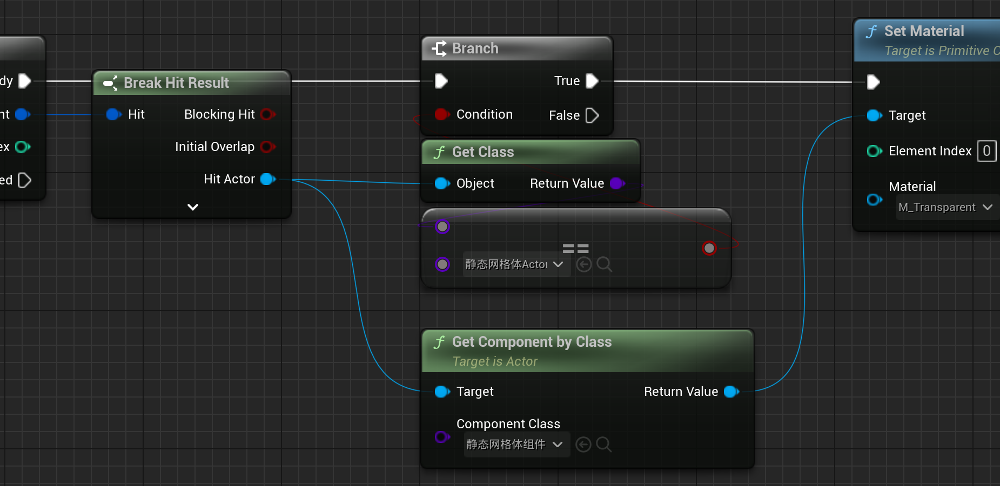 dy
nt
ex
ed
Break Hit Result
Hit
Blocking Hit
Initial Overlap
Hit Actor
Branch
True
Condition
False
Get Class
Object
Return Value
==
静态网格体Actor
Get Component by Class
Target is Actor
Target
Return Value
Component Class
静态网格体组件
Set Material
Target is Primitive C
Target
Element Index
0
Material
M_Transparent